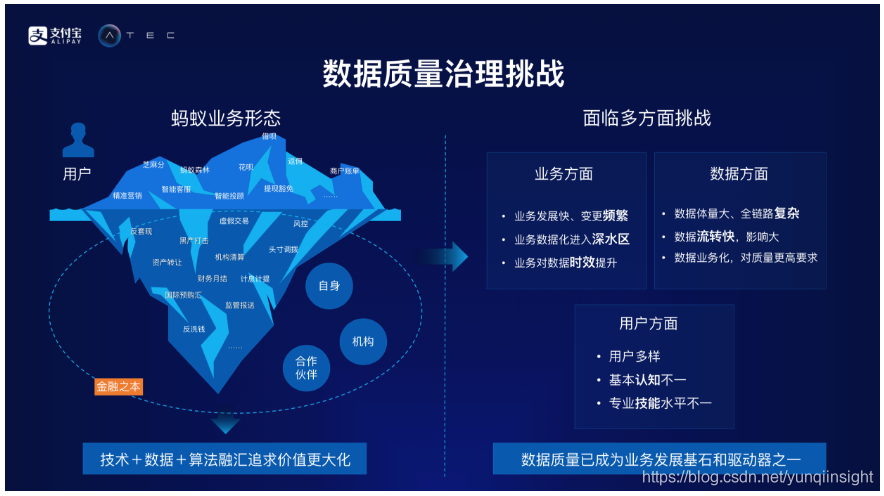 支付宝
ALIPAY
ATEC
数据质量治理挑战
蚂蚁业务形态
用户
借呗
芝麻分
蚂蚁森林
花呗
返佣
商户账单
精准营销
智能客服
智能投顾
提现豁免
……
反套现
虚假交易
风控
黑产打击
资产转让
机构清算
头寸调拨
财务月结
计息计提
国际预购汇
监管报送
反洗钱
……
自身
机构
合作
伙伴
金融之本
技术+数据+算法融汇追求价值更大化
面临多方面挑战
业务方面
• 业务发展快、变更频繁
• 业务数据化进入深水区
• 业务对数据时效提升
数据方面
• 数据体量大、全链路复杂
• 数据流转快，影响大
• 数据业务化，对质量更高要求
用户方面
• 用户多样
• 基本认知不一
• 专业技能水平不一
数据质量已成为业务发展基石和驱动器之一
https://blog.csdn.net/yunqiinsight